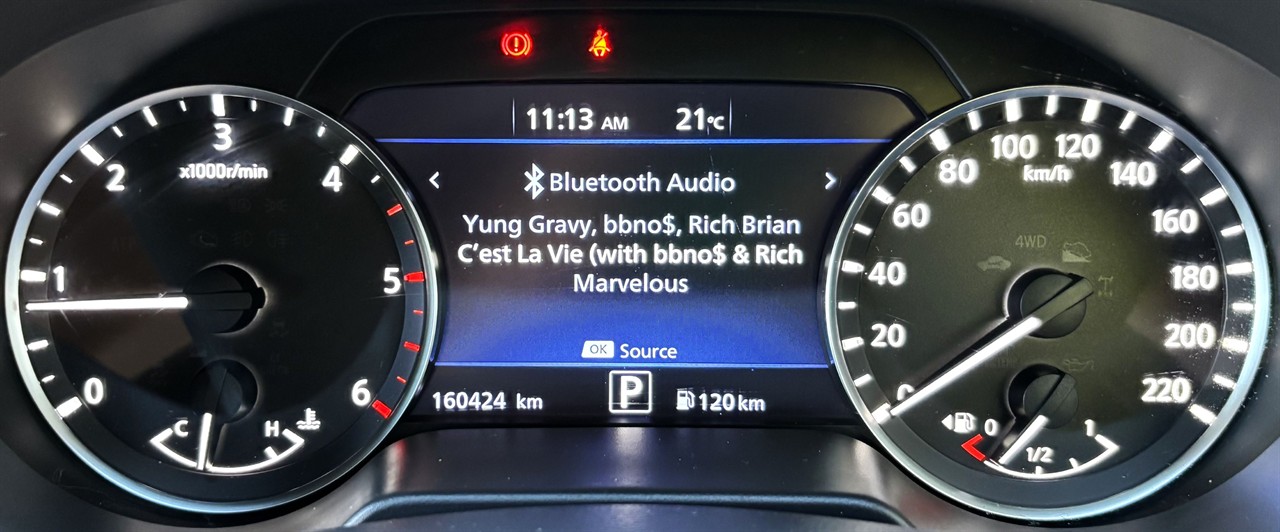 11:13 AM 21°C
Bluetooth Audio
Yung Gravy, bbno$, Rich Brian
C'est La Vie (with bbno$ & Rich
Marvelous
OK Source
160424 km P 120km
x1000r/min
0 1 2 3 4 5 6
C H
km/h
0 20 40 60 80 100 120 140 160 180 200 220
4WD
0 1/2 1